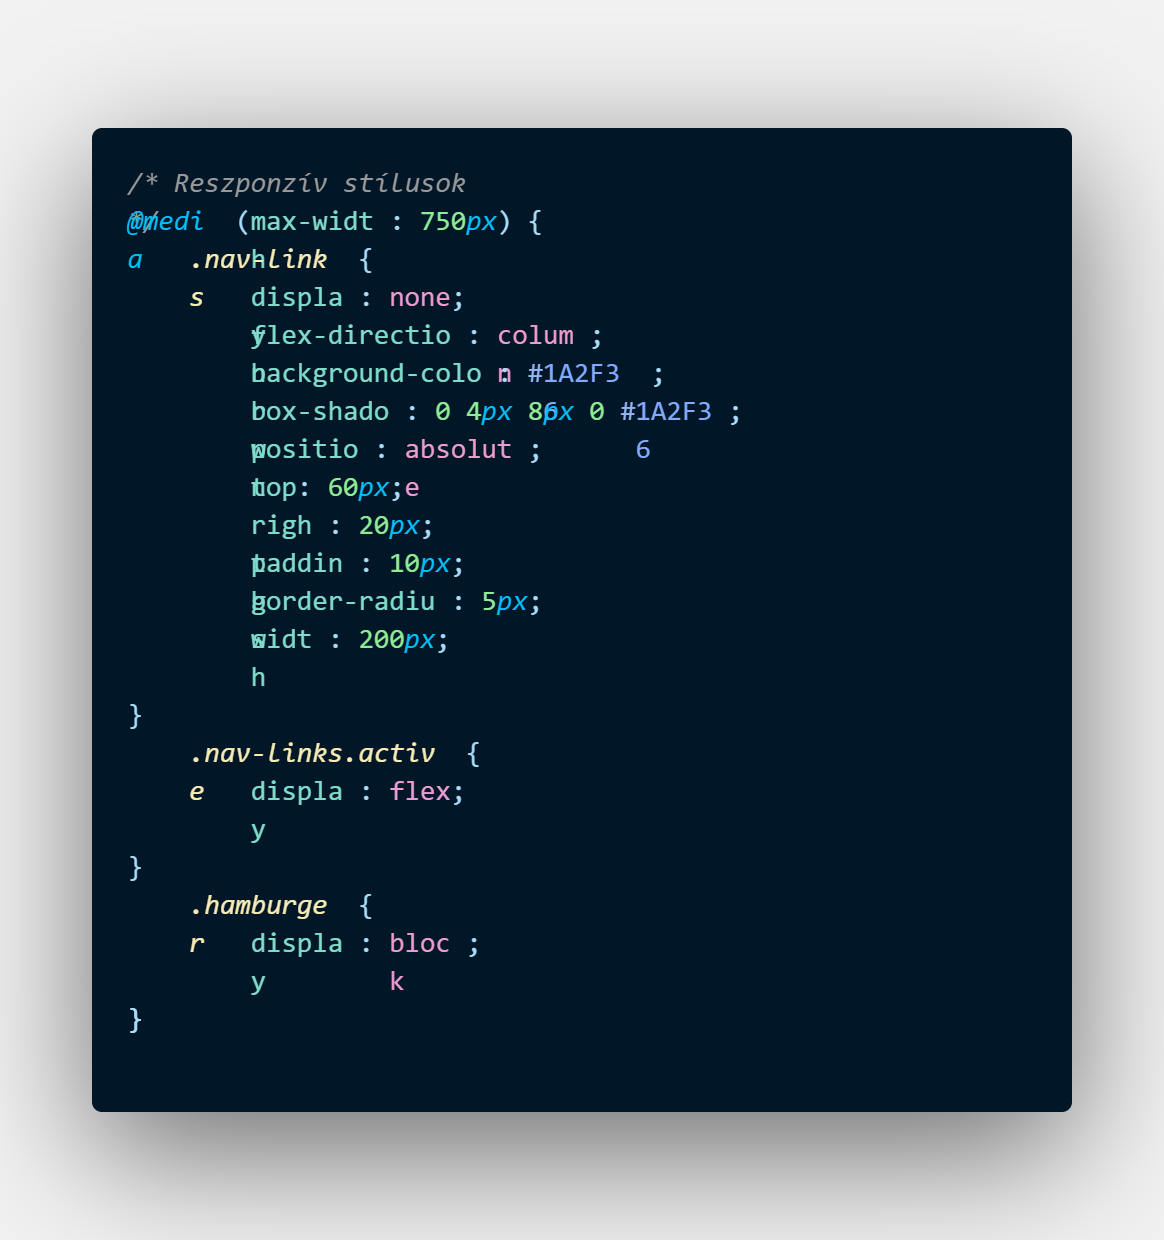 /* Reszponzív stílusok */
@media (max-width: 750px) {
.nav-links {
display: none;
flex-direction: column;
background-color: #1A2F36;
box-shadow: 0 4px 8px 0 #1A2F36;
position: absolute;
top: 60px;
right: 20px;
padding: 10px;
border-radius: 5px;
width: 200px;
}
.nav-links.active {
display: flex;
}
.hamburger {
display: block;
}